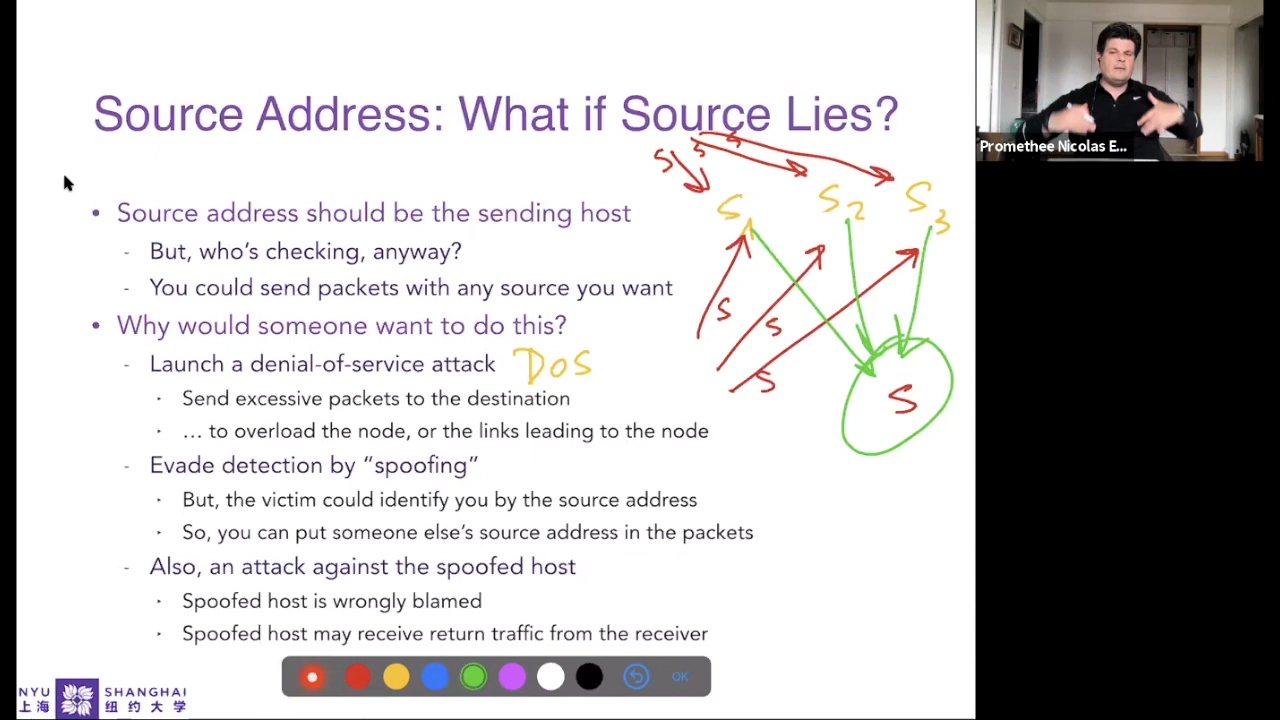 Source Address: What if Source Lies?
Promethee Nicolas E...
S S S
S1 S2 S3
• Source address should be the sending host
- But, who's checking, anyway?
- You could send packets with any source you want
S S S
• Why would someone want to do this?
- Launch a denial-of-service attack DoS
S
‣ Send excessive packets to the destination
‣ … to overload the node, or the links leading to the node
- Evade detection by “spoofing”
‣ But, the victim could identify you by the source address
‣ So, you can put someone else's source address in the packets
- Also, an attack against the spoofed host
‣ Spoofed host is wrongly blamed
‣ Spoofed host may receive return traffic from the receiver
OK
NYU SHANGHAI
上海 纽约大学